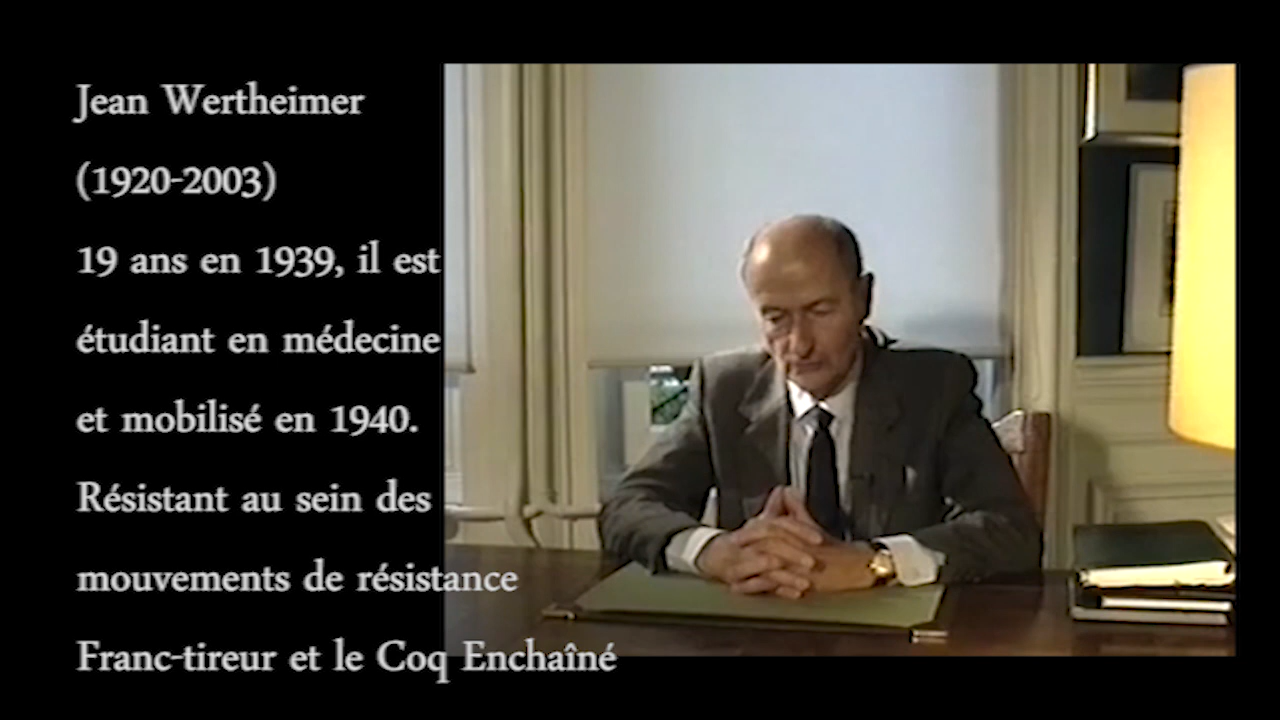 Jean Wertheimer
(1920-2003)
19 ans en 1939, il est
étudiant en médecine
et mobilisé en 1940.
Résistant au sein des
mouvements de résistance
Franc-tireur et le Coq Enchaîné